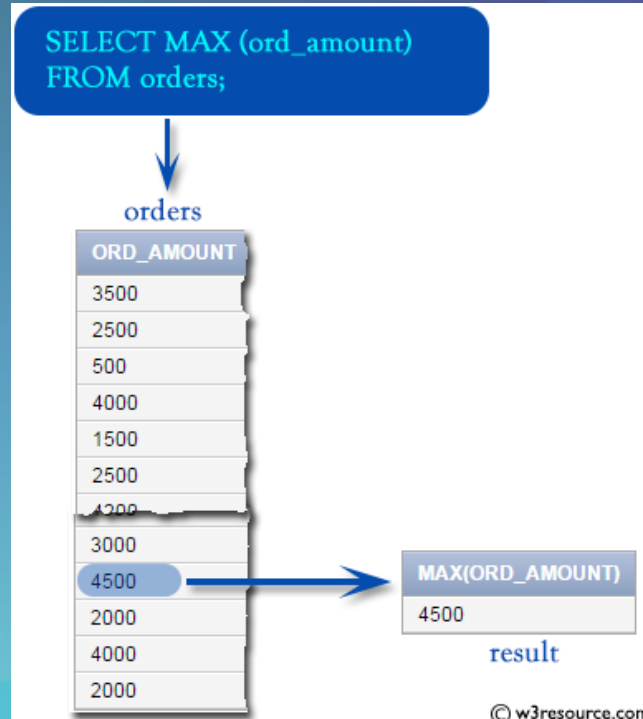 SELECT MAX (ord_amount)
FROM orders;
orders
ORD_AMOUNT
3500
2500
500
4000
1500
2500
3000
4500
2000
4000
2000
MAX(ORD_AMOUNT)
4500
result
© w3resource.com